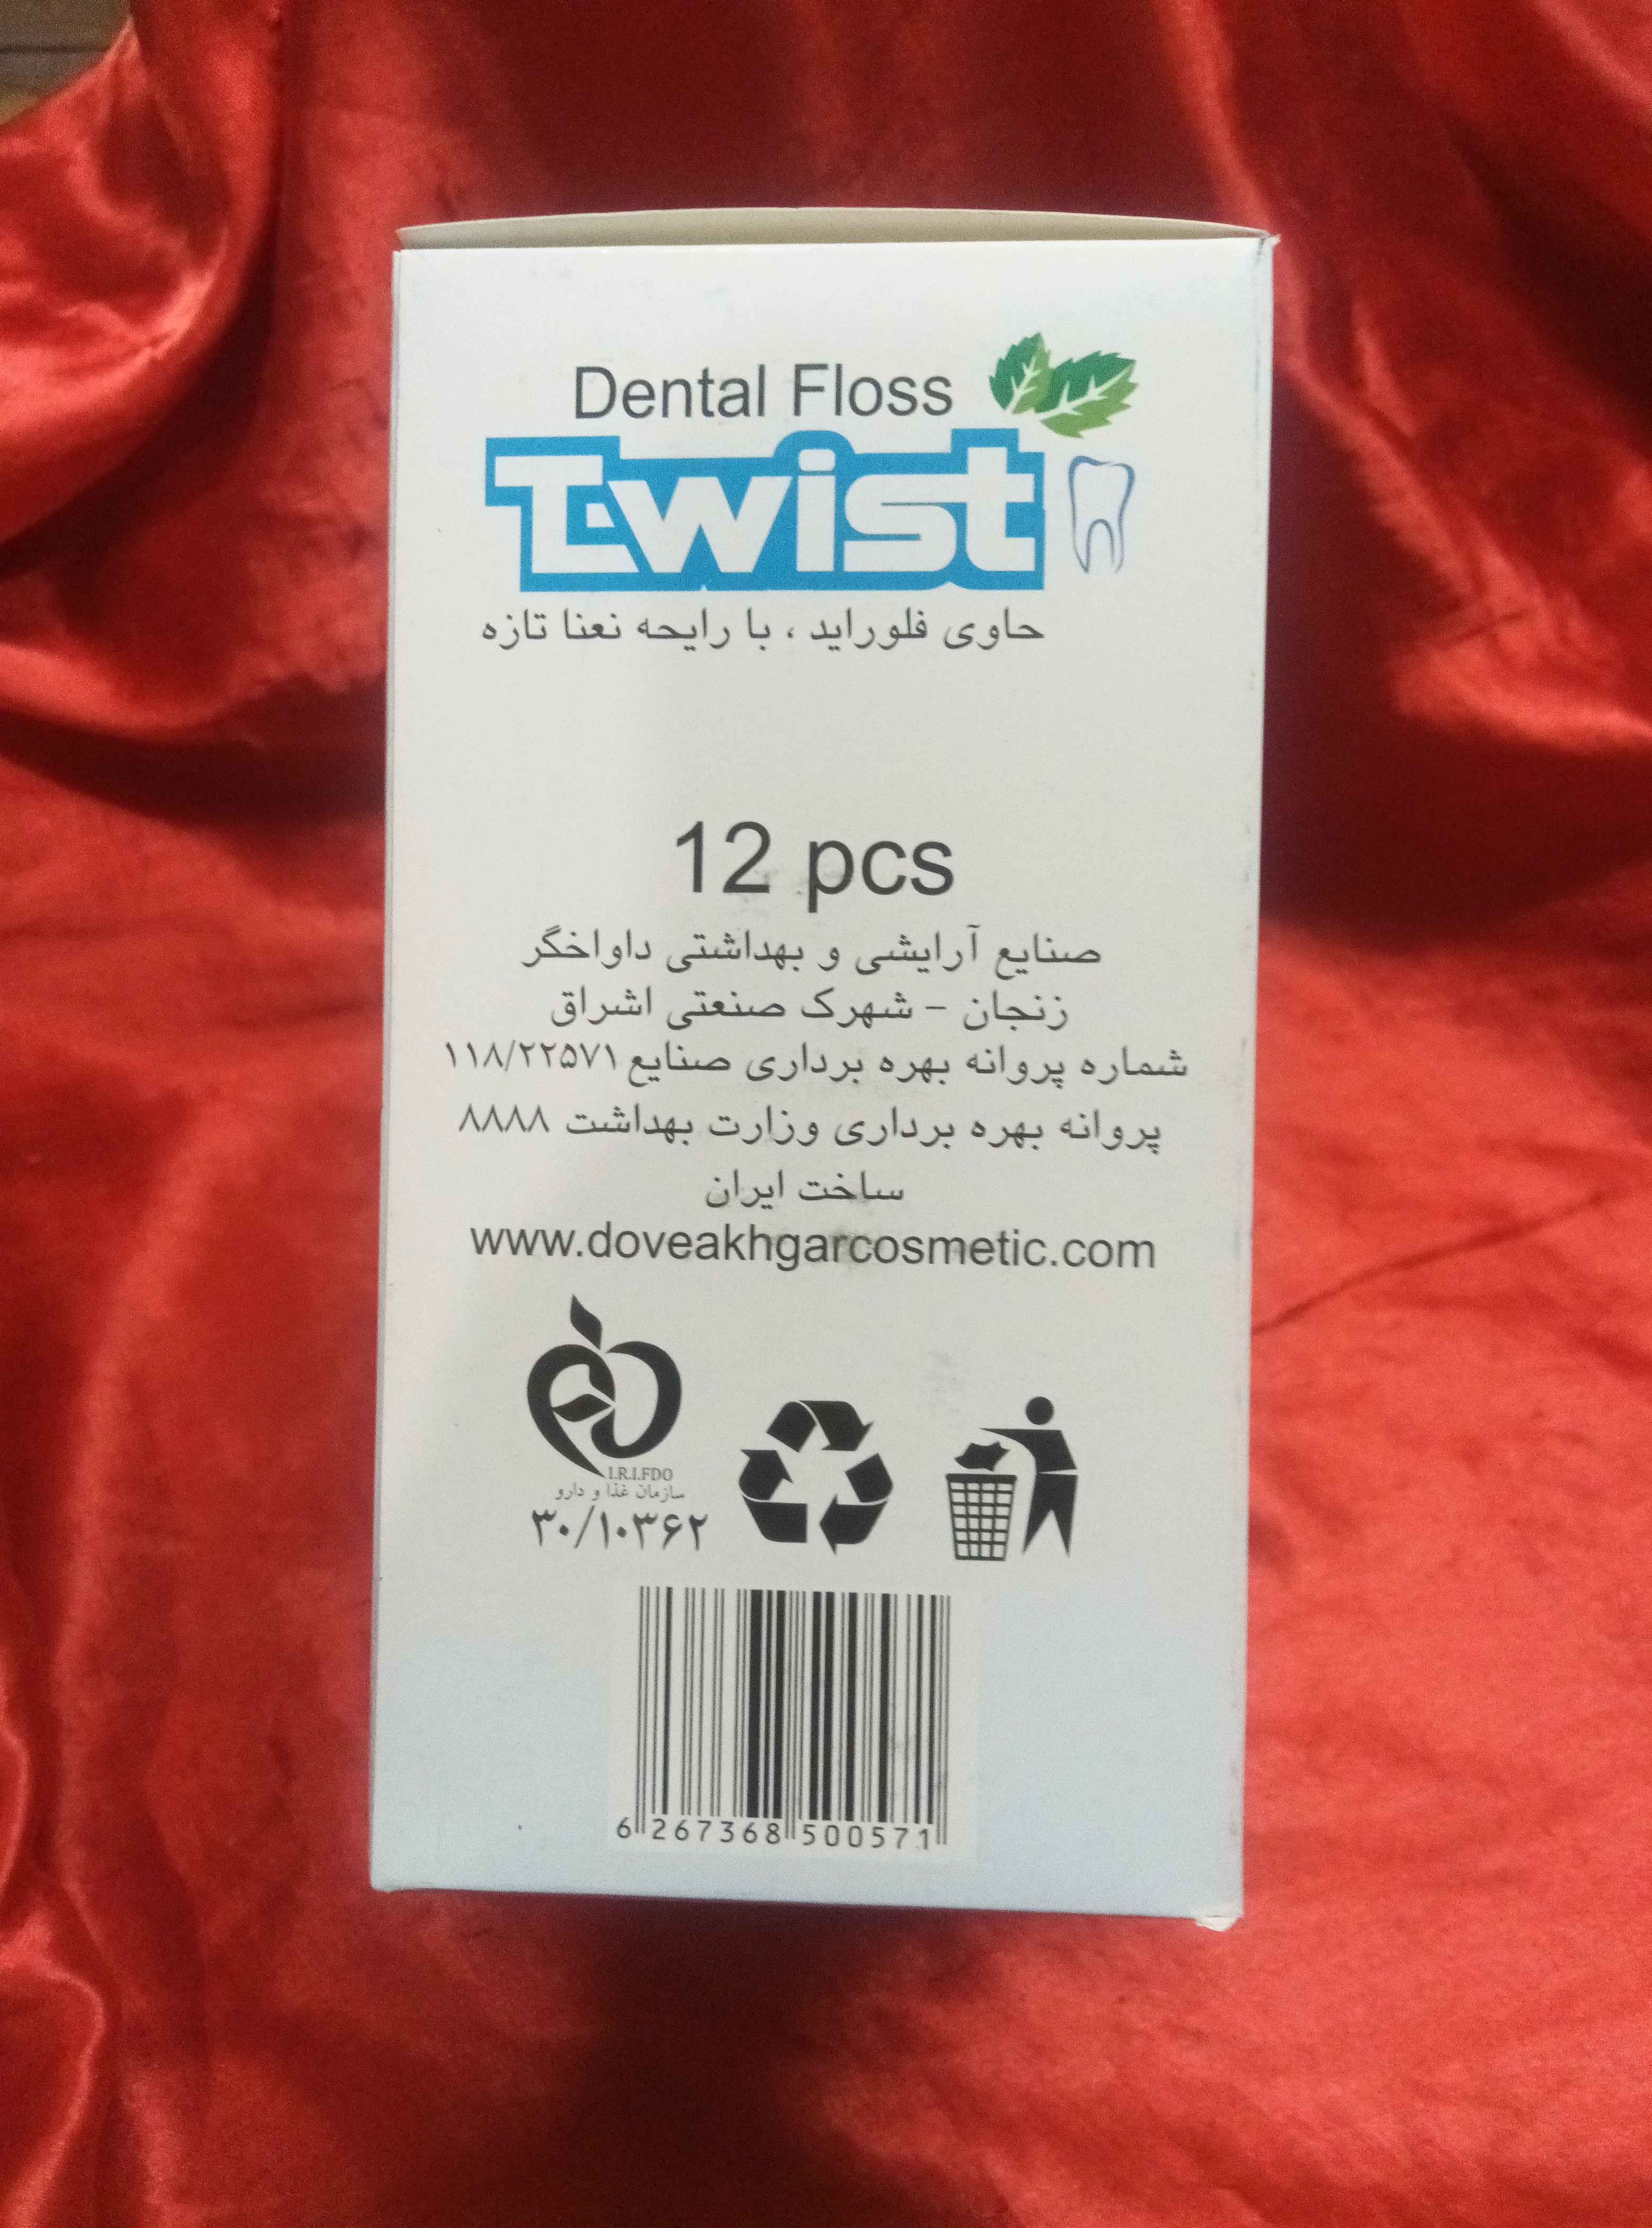 Dental Floss
Twist
حاوی فلوراید ، با رایحه نعنا تازه
12 pcs
صنایع آرایشی و بهداشتی داواخگر
زنجان - شهرک صنعتی اشراق
شماره پروانه بهره برداری صنایع ۱۱۸/۲۲۵۷۱
پروانه بهره برداری وزارت بهداشت ۸۸۸۸
ساخت ایران
www.doveakhgarcosmetic.com
I.R.I.FDO
سازمان غذا و دارو
۳۰/۱۰۳۶۲
6 267368 500571